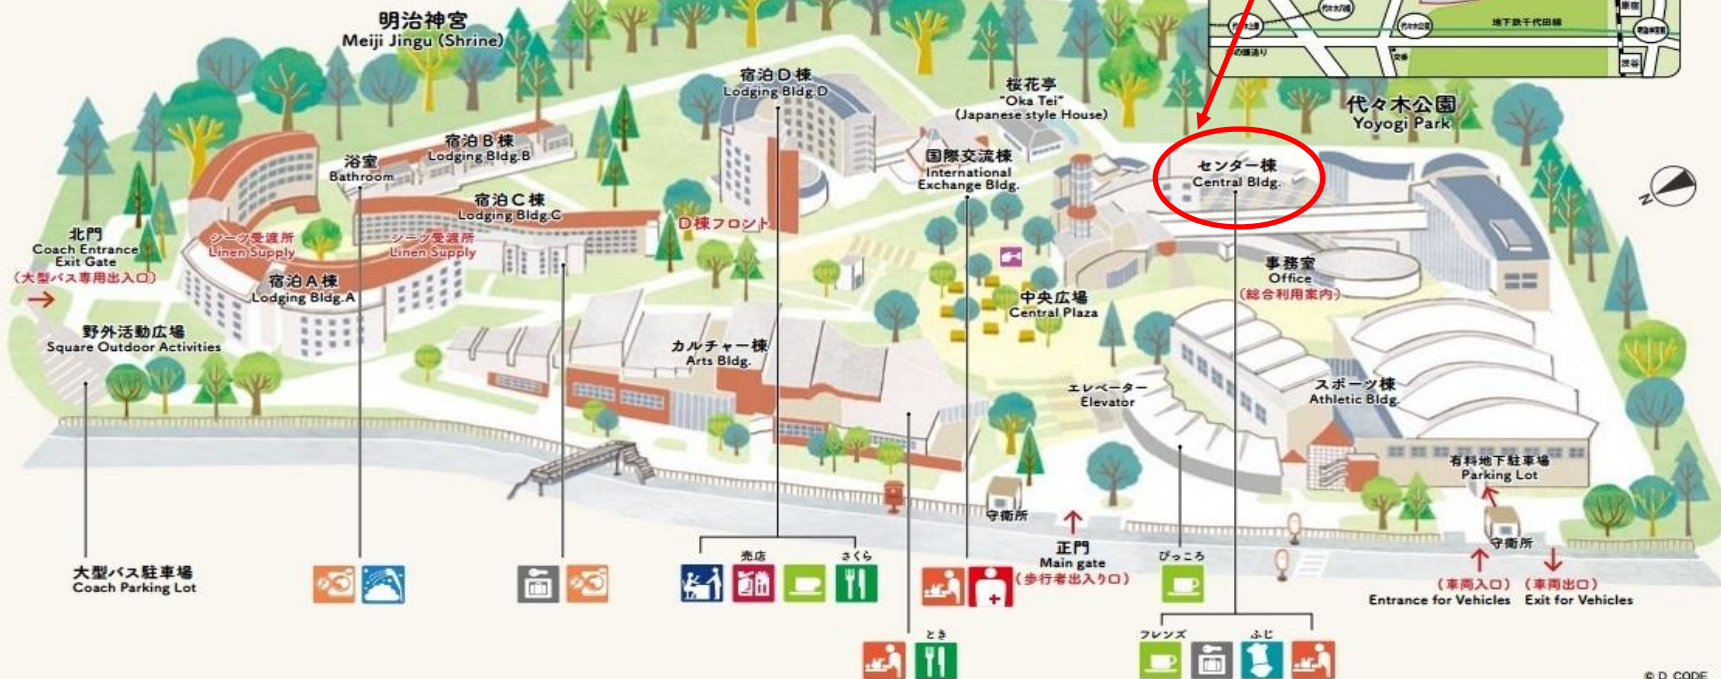 明治神宮
Meiji Jingu (Shrine)
宿泊D棟
Lodging Bldg.D
桜花亭
"Oka Tei"
(Japanese style House)
代々木公園
Yoyogi Park
地下鉄千代田線
代々木公園
原宿
渋谷
交番
宿泊B棟
Lodging Bldg.B
浴室
Bathroom
国際交流棟
International
Exchange Bldg.
センター棟
Central Bldg.
N
宿泊C棟
Lodging Bldg.C
D棟フロント
北門
Coach Entrance
Exit Gate
(大型バス専用出入口)
シーツ受渡所
Linen Supply
シーツ受渡所
Linen Supply
宿泊A棟
Lodging Bldg.A
事務室
Office
(総合利用案内)
中央広場
Central Plaza
野外活動広場
Square Outdoor Activities
カルチャー棟
Arts Bldg.
エレベーター
Elevator
スポーツ棟
Athletic Bldg.
有料地下駐車場
Parking Lot
守衛所
守衛所
大型バス駐車場
Coach Parking Lot
売店
さくら
正門
Main gate
(歩行者出入り口)
ぴっころ
(車両入口)
Entrance for Vehicles
(車両出口)
Exit for Vehicles
とき
フレンズ
ふじ
© D_CODE